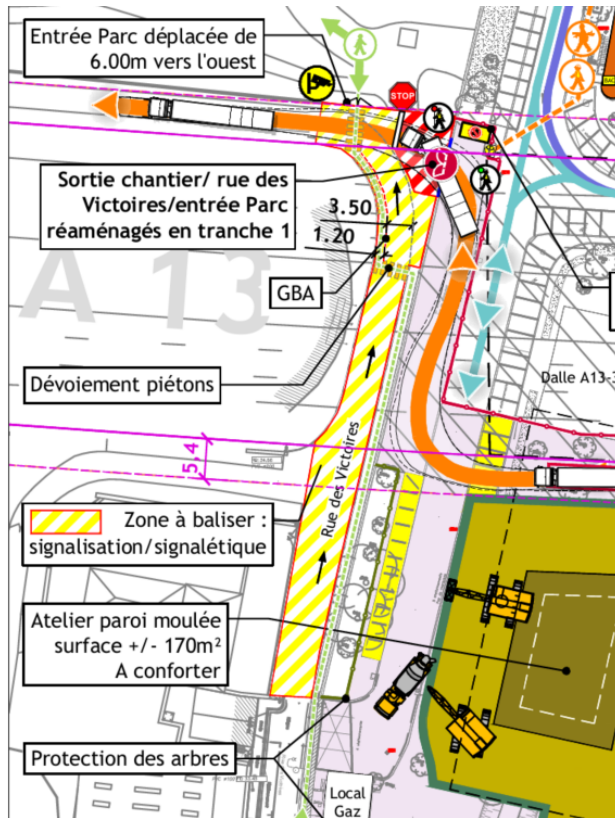 Entrée Parc déplacée de
6.00m vers l'ouest
STOP
Sortie chantier/ rue des
Victoires/entrée Parc
réaménagés en tranche 1
3.50
1.20
A 13
GBA
Dévoiement piétons
Dalle A13-
5,4
Rue des Victoires
Zone à baliser :
signalisation/signalétique
Atelier paroi moulée
surface +/- 170m²
A conforter
Protection des arbres
Local
Gaz